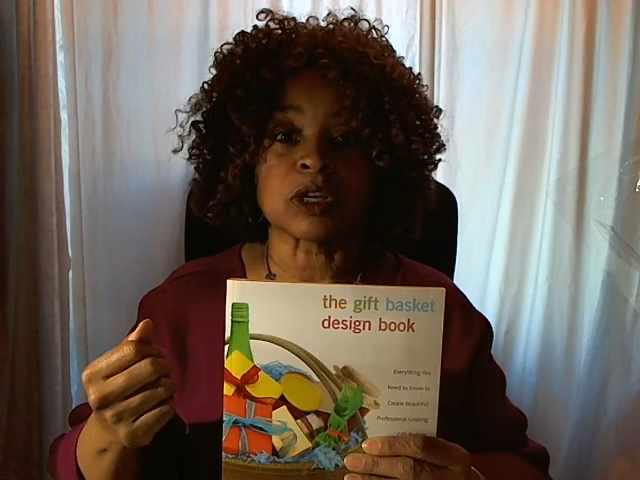 the gift basket
design book
Everything You
Need to Know to
Create Beautiful,
Professional-Looking